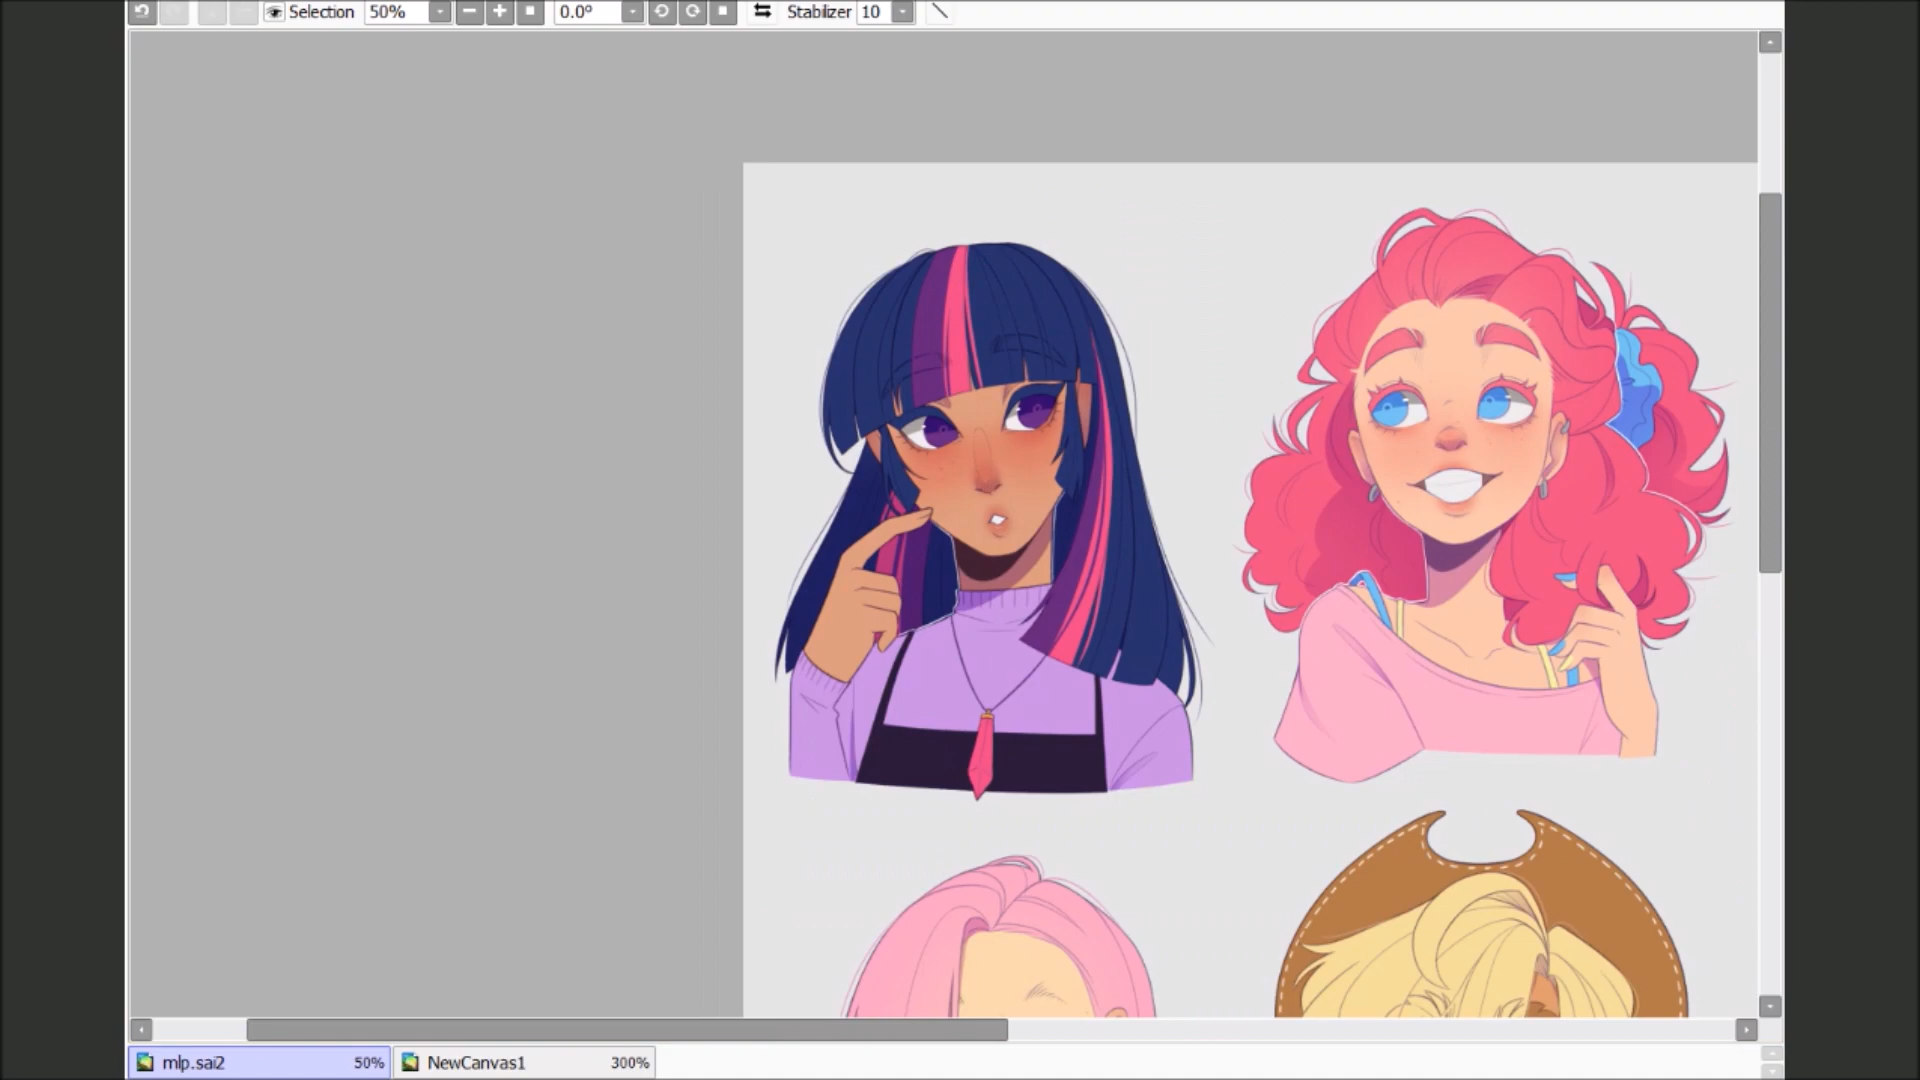 Selection 50% 0.0° Stabilizer 10
mlp.sai2 50% NewCanvas1 300%